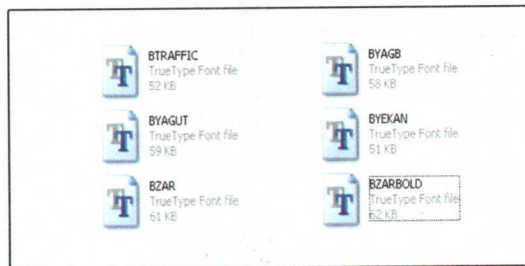 BTRAFFIC
TrueType Font file
52 KB
BYAGB
TrueType Font file
58 KB
BYAGUT
TrueType Font file
59 KB
BYEKAN
TrueType Font file
51 KB
BZAR
TrueType Font file
61 KB
BZARBOLD
TrueType Font file
62 KB